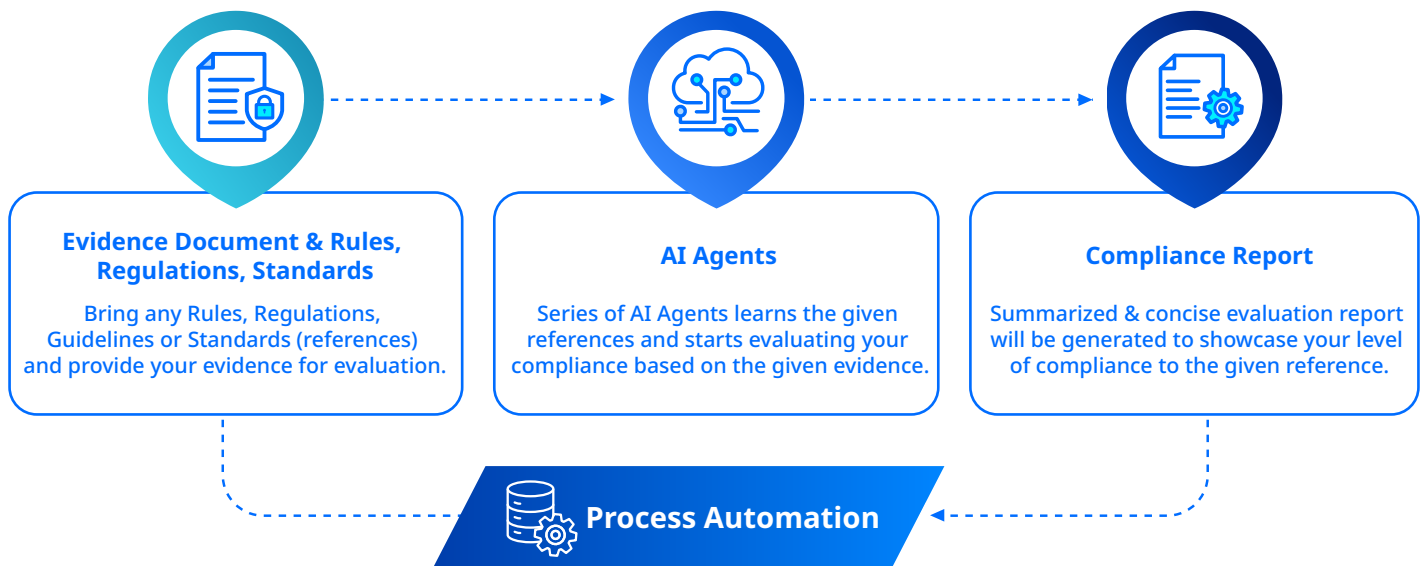 Evidence Document & Rules,
Regulations, Standards
Bring any Rules, Regulations,
Guidelines or Standards (references)
and provide your evidence for evaluation.
AI Agents
Series of AI Agents learns the given
references and starts evaluating your
compliance based on the given evidence.
Compliance Report
Summarized & concise evaluation report
will be generated to showcase your level
of compliance to the given reference.
Process Automation